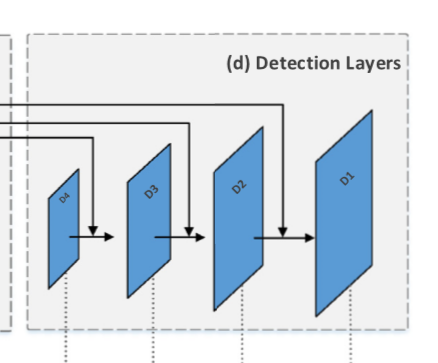 (d) Detection Layers
D4
D3
D2
D1